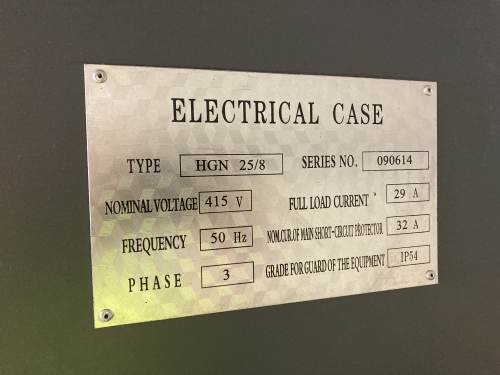 ELECTRICAL CASE
TYPE HGN 25/8 SERIES NO. 090614
NOMINAL VOLTAGE 415 V FULL LOAD CURRENT 29 A
FREQUENCY 50 Hz NOM.CUR.OF MAIN SHORT-CIRCUIT PROTECTOR 32 A
PHASE 3 GRADE FOR GUARD OF THE EQUIPMENT IP54